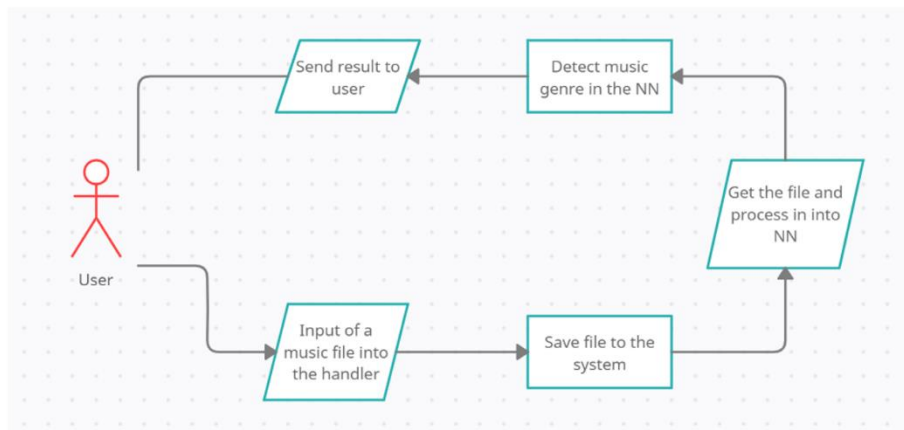 Send result to
user
Detect music
genre in the NN
Get the file and
process in into
NN
User
Input of a
music file into
the handler
Save file to the
system